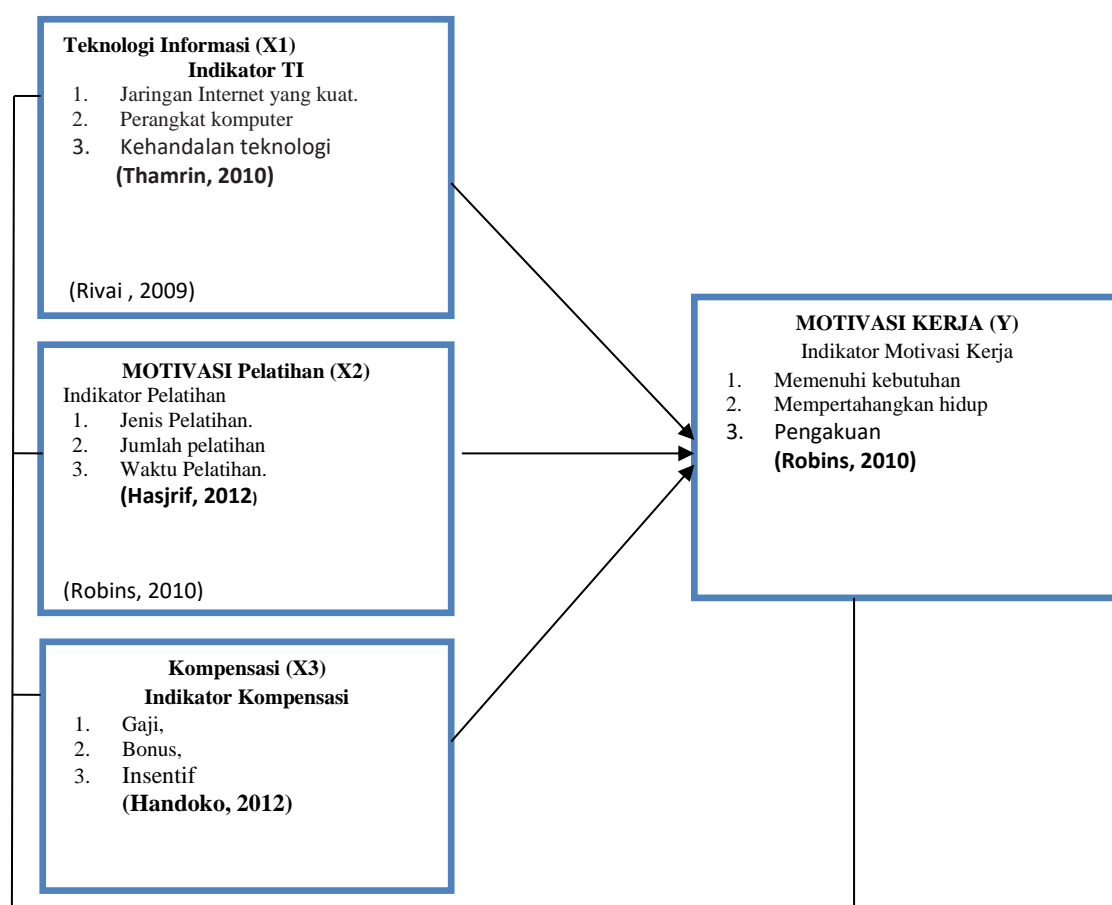 Teknologi Informasi (X1)
Indikator TI
1. Jaringan Internet yang kuat.
2. Perangkat komputer
3. Kehandalan teknologi
(Thamrin, 2010)
(Rivai , 2009)
MOTIVASI Pelatihan (X2)
Indikator Pelatihan
1. Jenis Pelatihan.
2. Jumlah pelatihan
3. Waktu Pelatihan.
(Hasjrif, 2012)
(Robins, 2010)
Kompensasi (X3)
Indikator Kompensasi
1. Gaji,
2. Bonus,
3. Insentif
(Handoko, 2012)
MOTIVASI KERJA (Y)
Indikator Motivasi Kerja
1. Memenuhi kebutuhan
2. Mempertahangkan hidup
3. Pengakuan
(Robins, 2010)